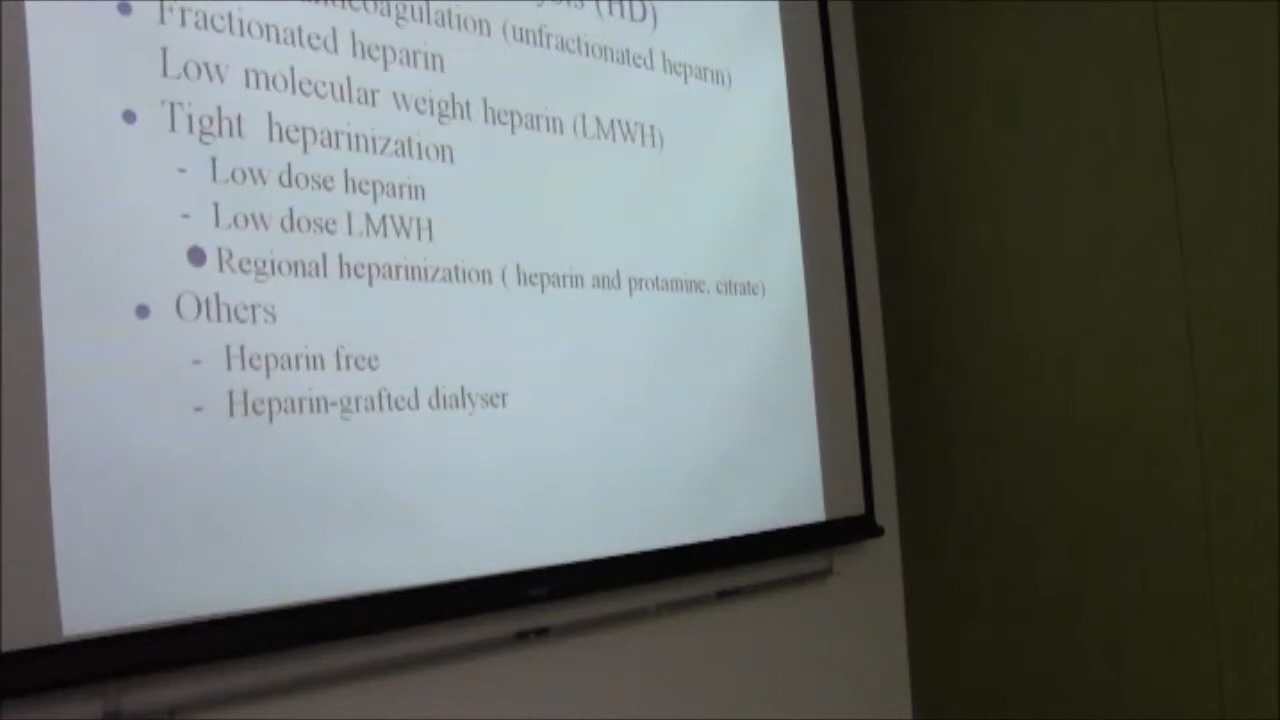 (HD)
(unfractionated heparin)
Fractionated heparin
Low molecular weight heparin (LMWH)
Tight heparinization
- Low dose heparin
- Low dose LMWH
Regional heparinization ( heparin and protamine, citrate)
Others
- Heparin free
- Heparin-grafted dialyser